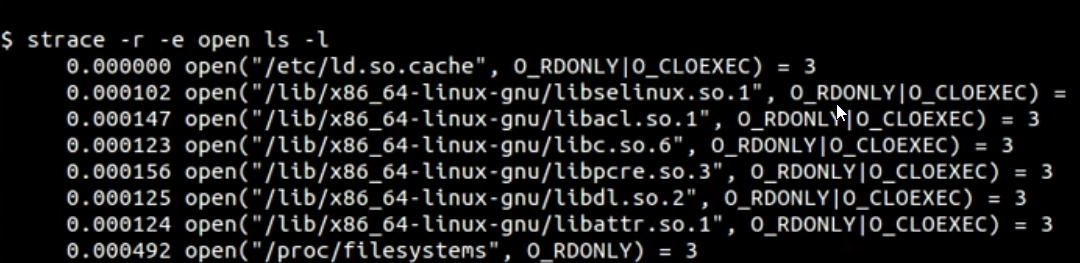 $ strace -r -e open ls -l
     0.000000 open("/etc/ld.so.cache", O_RDONLY|O_CLOEXEC) = 3
     0.000102 open("/lib/x86_64-linux-gnu/libselinux.so.1", O_RDONLY|O_CLOEXEC) =
     0.000147 open("/lib/x86_64-linux-gnu/libacl.so.1", O_RDONLY|O_CLOEXEC) = 3
     0.000123 open("/lib/x86_64-linux-gnu/libc.so.6", O_RDONLY|O_CLOEXEC) = 3
     0.000156 open("/lib/x86_64-linux-gnu/libpcre.so.3", O_RDONLY|O_CLOEXEC) = 3
     0.000125 open("/lib/x86_64-linux-gnu/libdl.so.2", O_RDONLY|O_CLOEXEC) = 3
     0.000124 open("/lib/x86_64-linux-gnu/libattr.so.1", O_RDONLY|O_CLOEXEC) = 3
     0.000492 open("/proc/filesystems", O_RDONLY) = 3